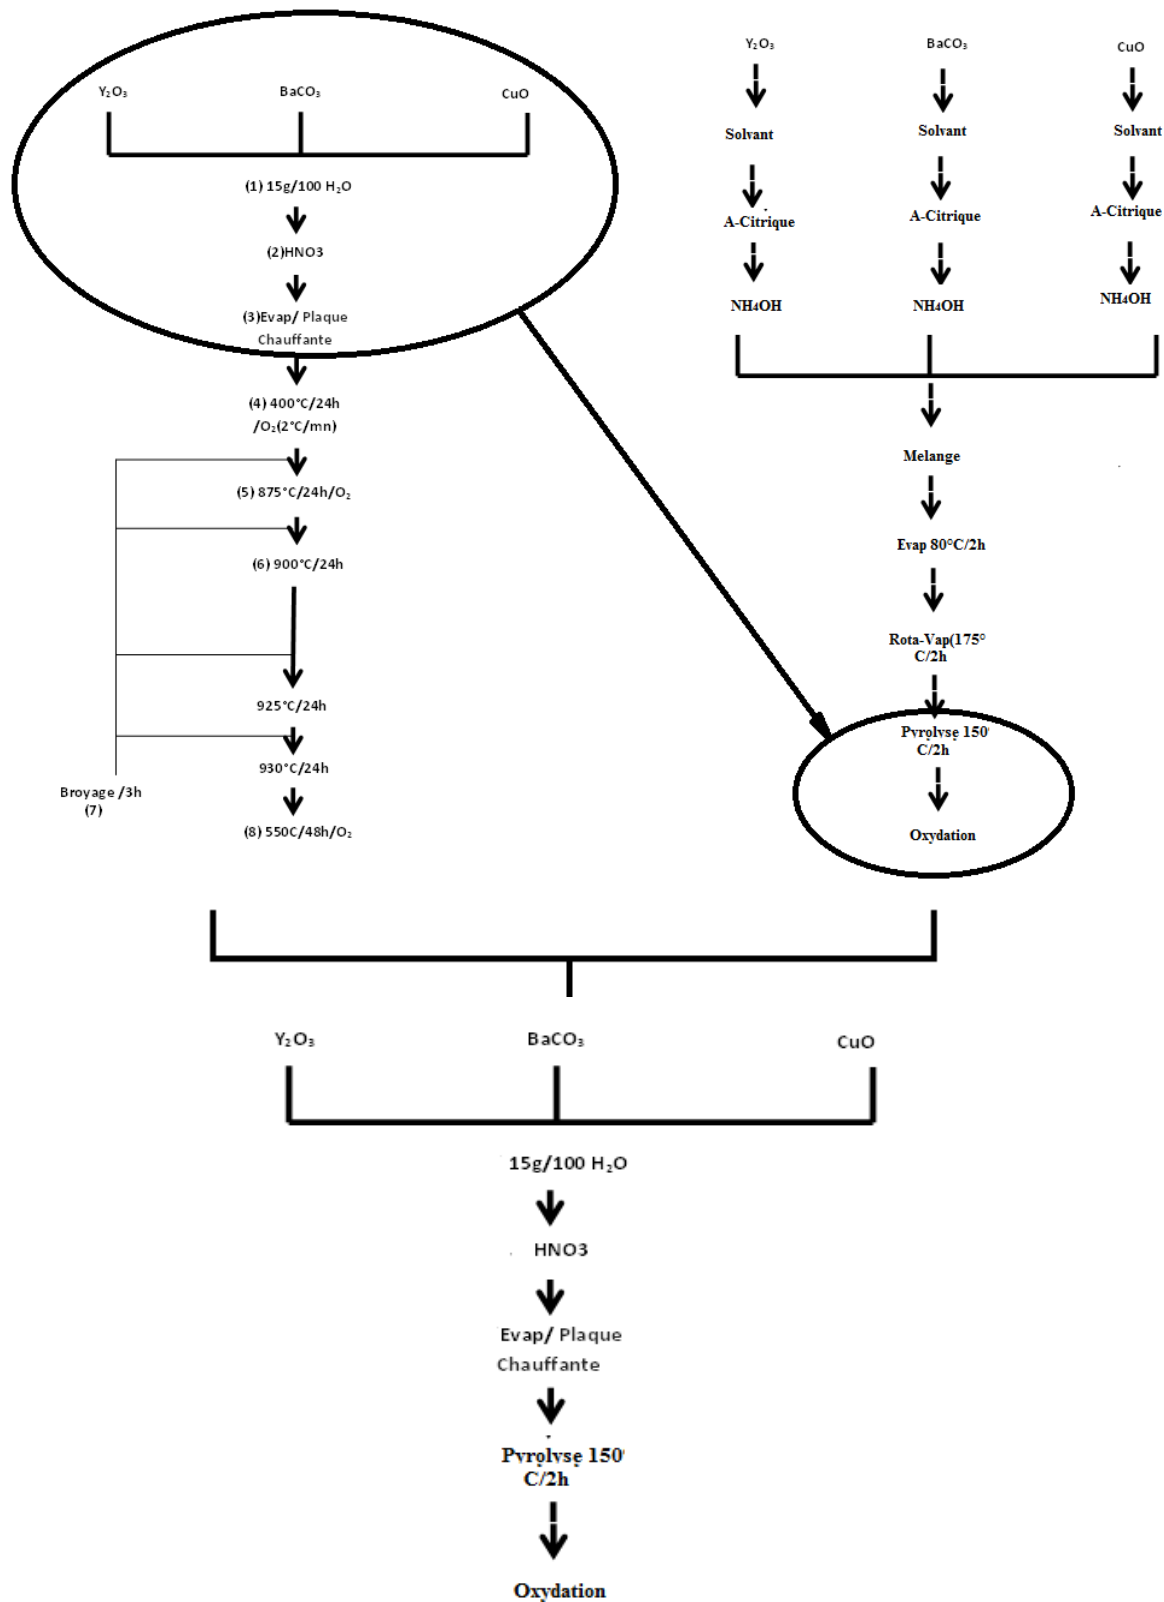 Y₂O₃
BaCO₃
CuO
(1) 15g/100 H₂O
(2)HNO3
(3)Evap/ Plaque
Chauffante
(4) 400°C/24h
/O₂(2°C/mn)
(5) 875°C/24h/O₂
(6) 900°C/24h
925°C/24h
930°C/24h
Broyage /3h
(7)
(8) 550C/48h/O₂
Y₂O₃
BaCO₃
CuO
Solvant
Solvant
Solvant
A-Citrique
A-Citrique
A-Citrique
NH4OH
NH4OH
NH4OH
Melange
Evap 80°C/2h
Rota-Vap(175°
C/2h
Pyrolyse 150°
C/2h
Oxydation
Y₂O₃
BaCO₃
CuO
15g/100 H₂O
HNO3
Evap/ Plaque
Chauffante
Pyrolyse 150°
C/2h
Oxydation